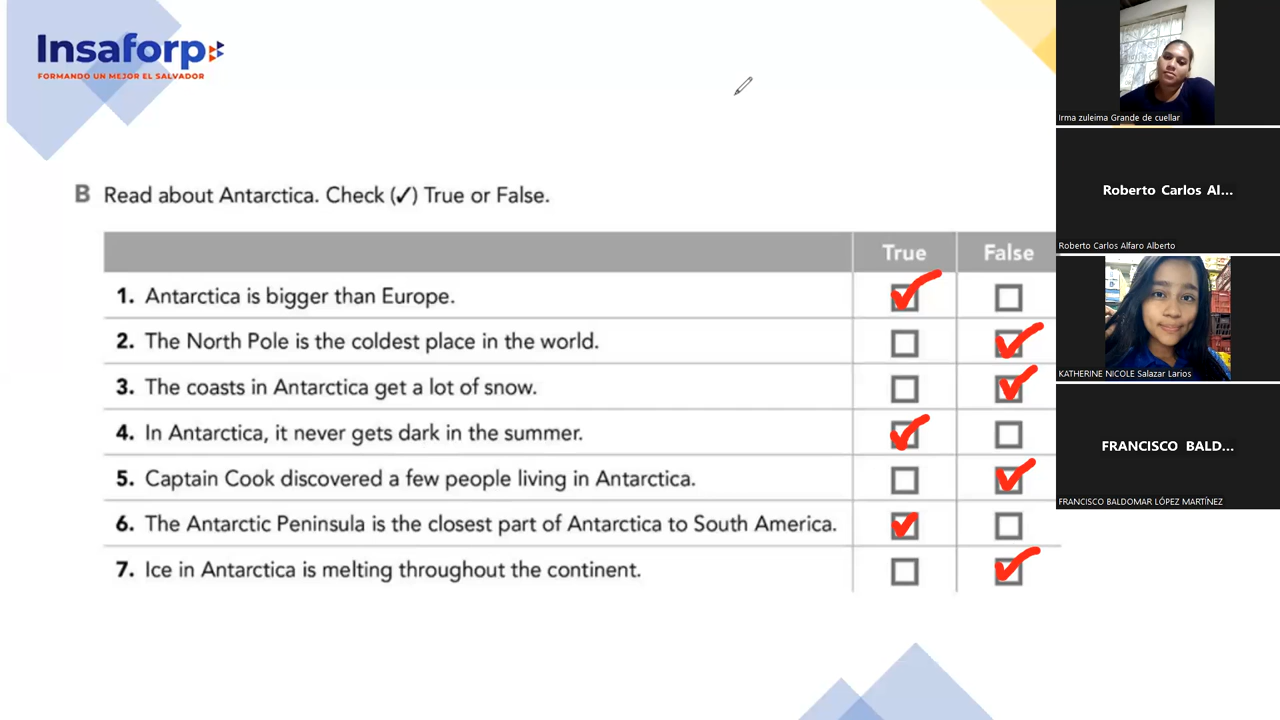 Insaforp
FORMANDO UN MEJOR EL SALVADOR
B Read about Antarctica. Check (✓) True or False.
True False
1. Antarctica is bigger than Europe.
2. The North Pole is the coldest place in the world.
3. The coasts in Antarctica get a lot of snow.
4. In Antarctica, it never gets dark in the summer.
5. Captain Cook discovered a few people living in Antarctica.
6. The Antarctic Peninsula is the closest part of Antarctica to South America.
7. Ice in Antarctica is melting throughout the continent.
Irma zuleima Grande de cuellar
Roberto Carlos Al...
Roberto Carlos Alfaro Alberto
KATHERINE NICOLE Salazar Larios
FRANCISCO BALD...
FRANCISCO BALDOMAR LÓPEZ MARTÍNEZ